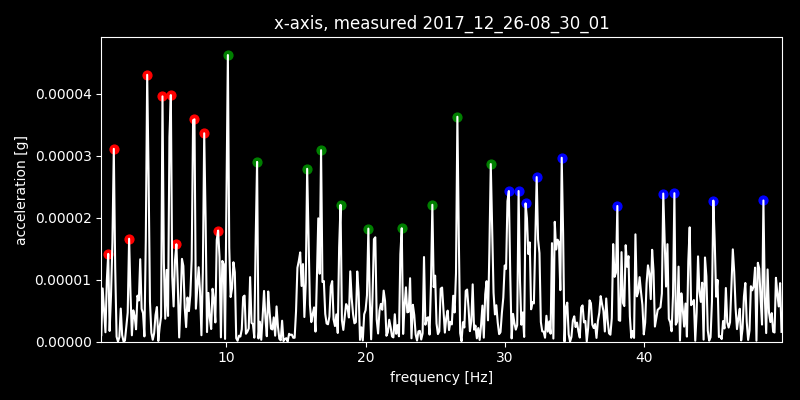 x-axis, measured 2017_12_26-08_30_01
acceleration [g]
0.00004
0.00003
0.00002
0.00001
0.00000
10 20 30 40
frequency [Hz]